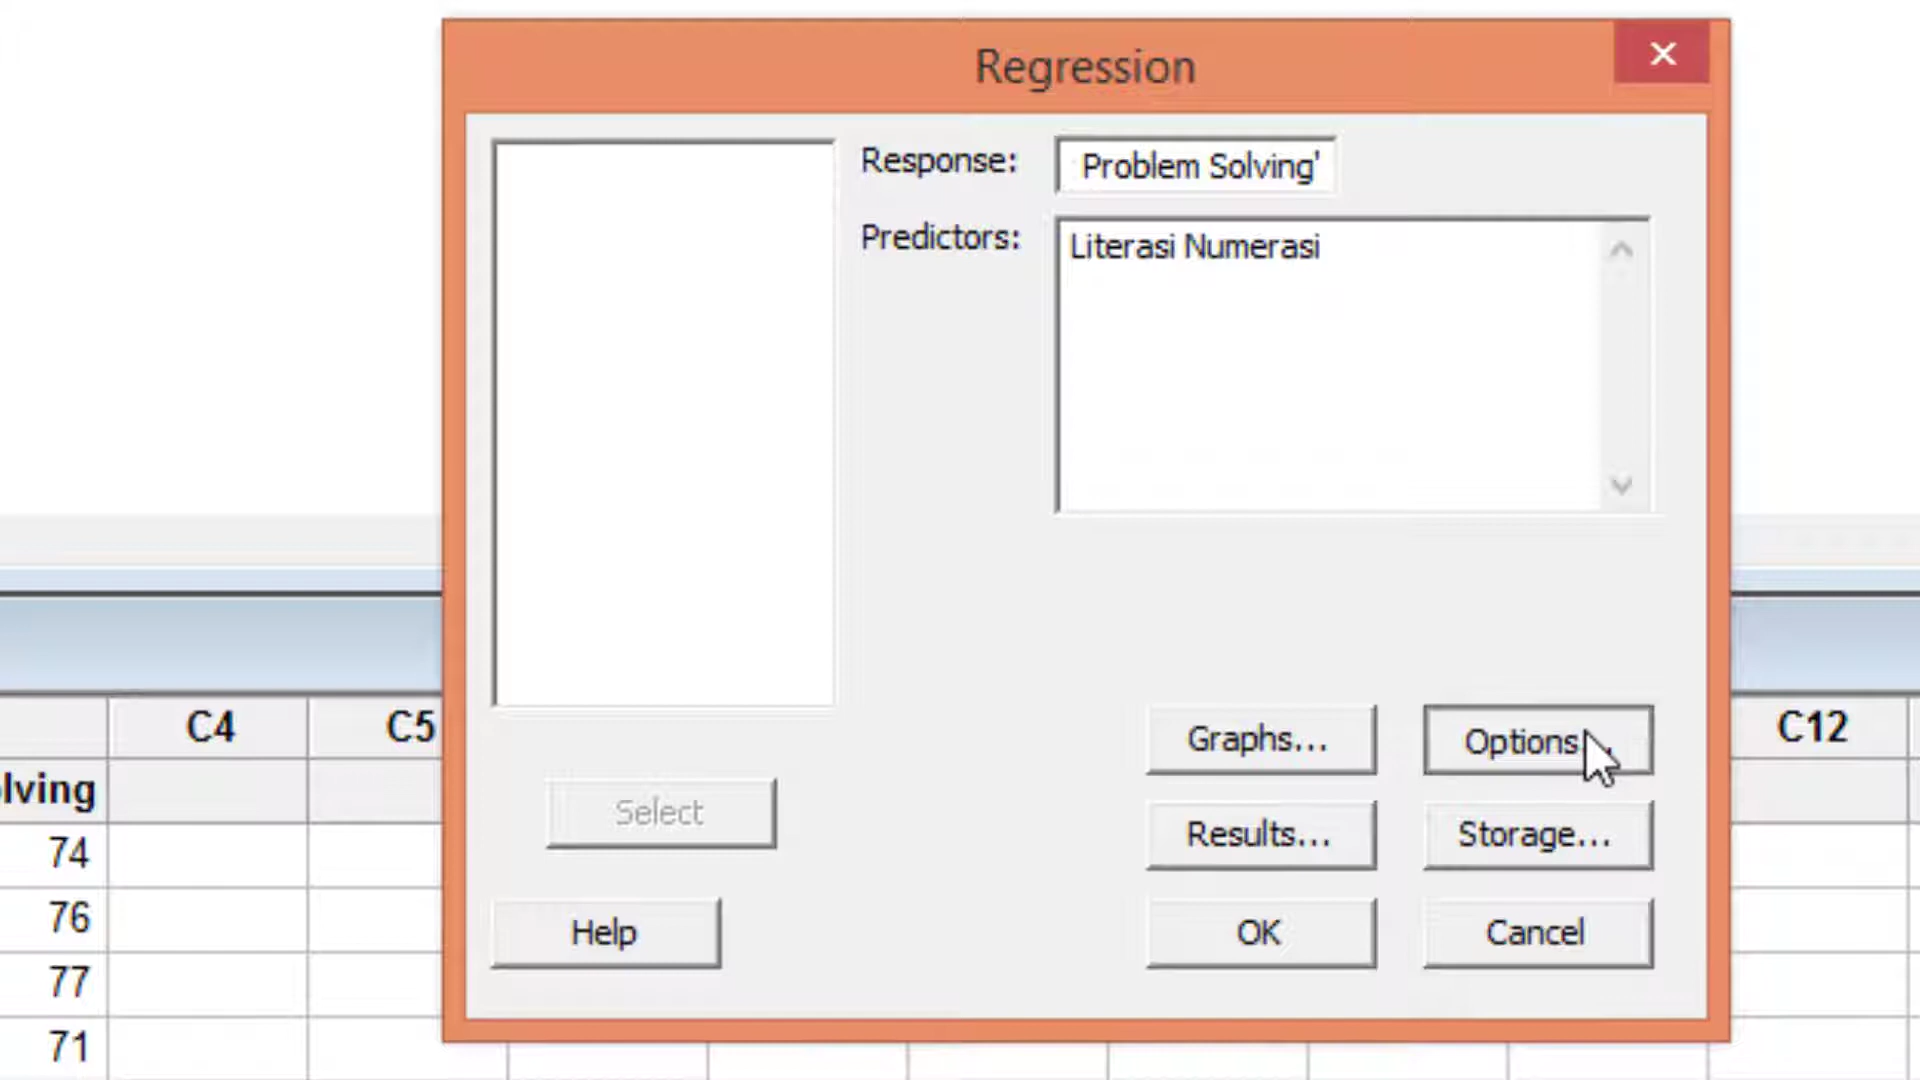 Regression
Response: Problem Solving'
Predictors: Literasi Numerasi
Graphs...
Options
Select
Results...
Storage...
Help
OK
Cancel
C4 C5 C12
lving
74
76
77
71